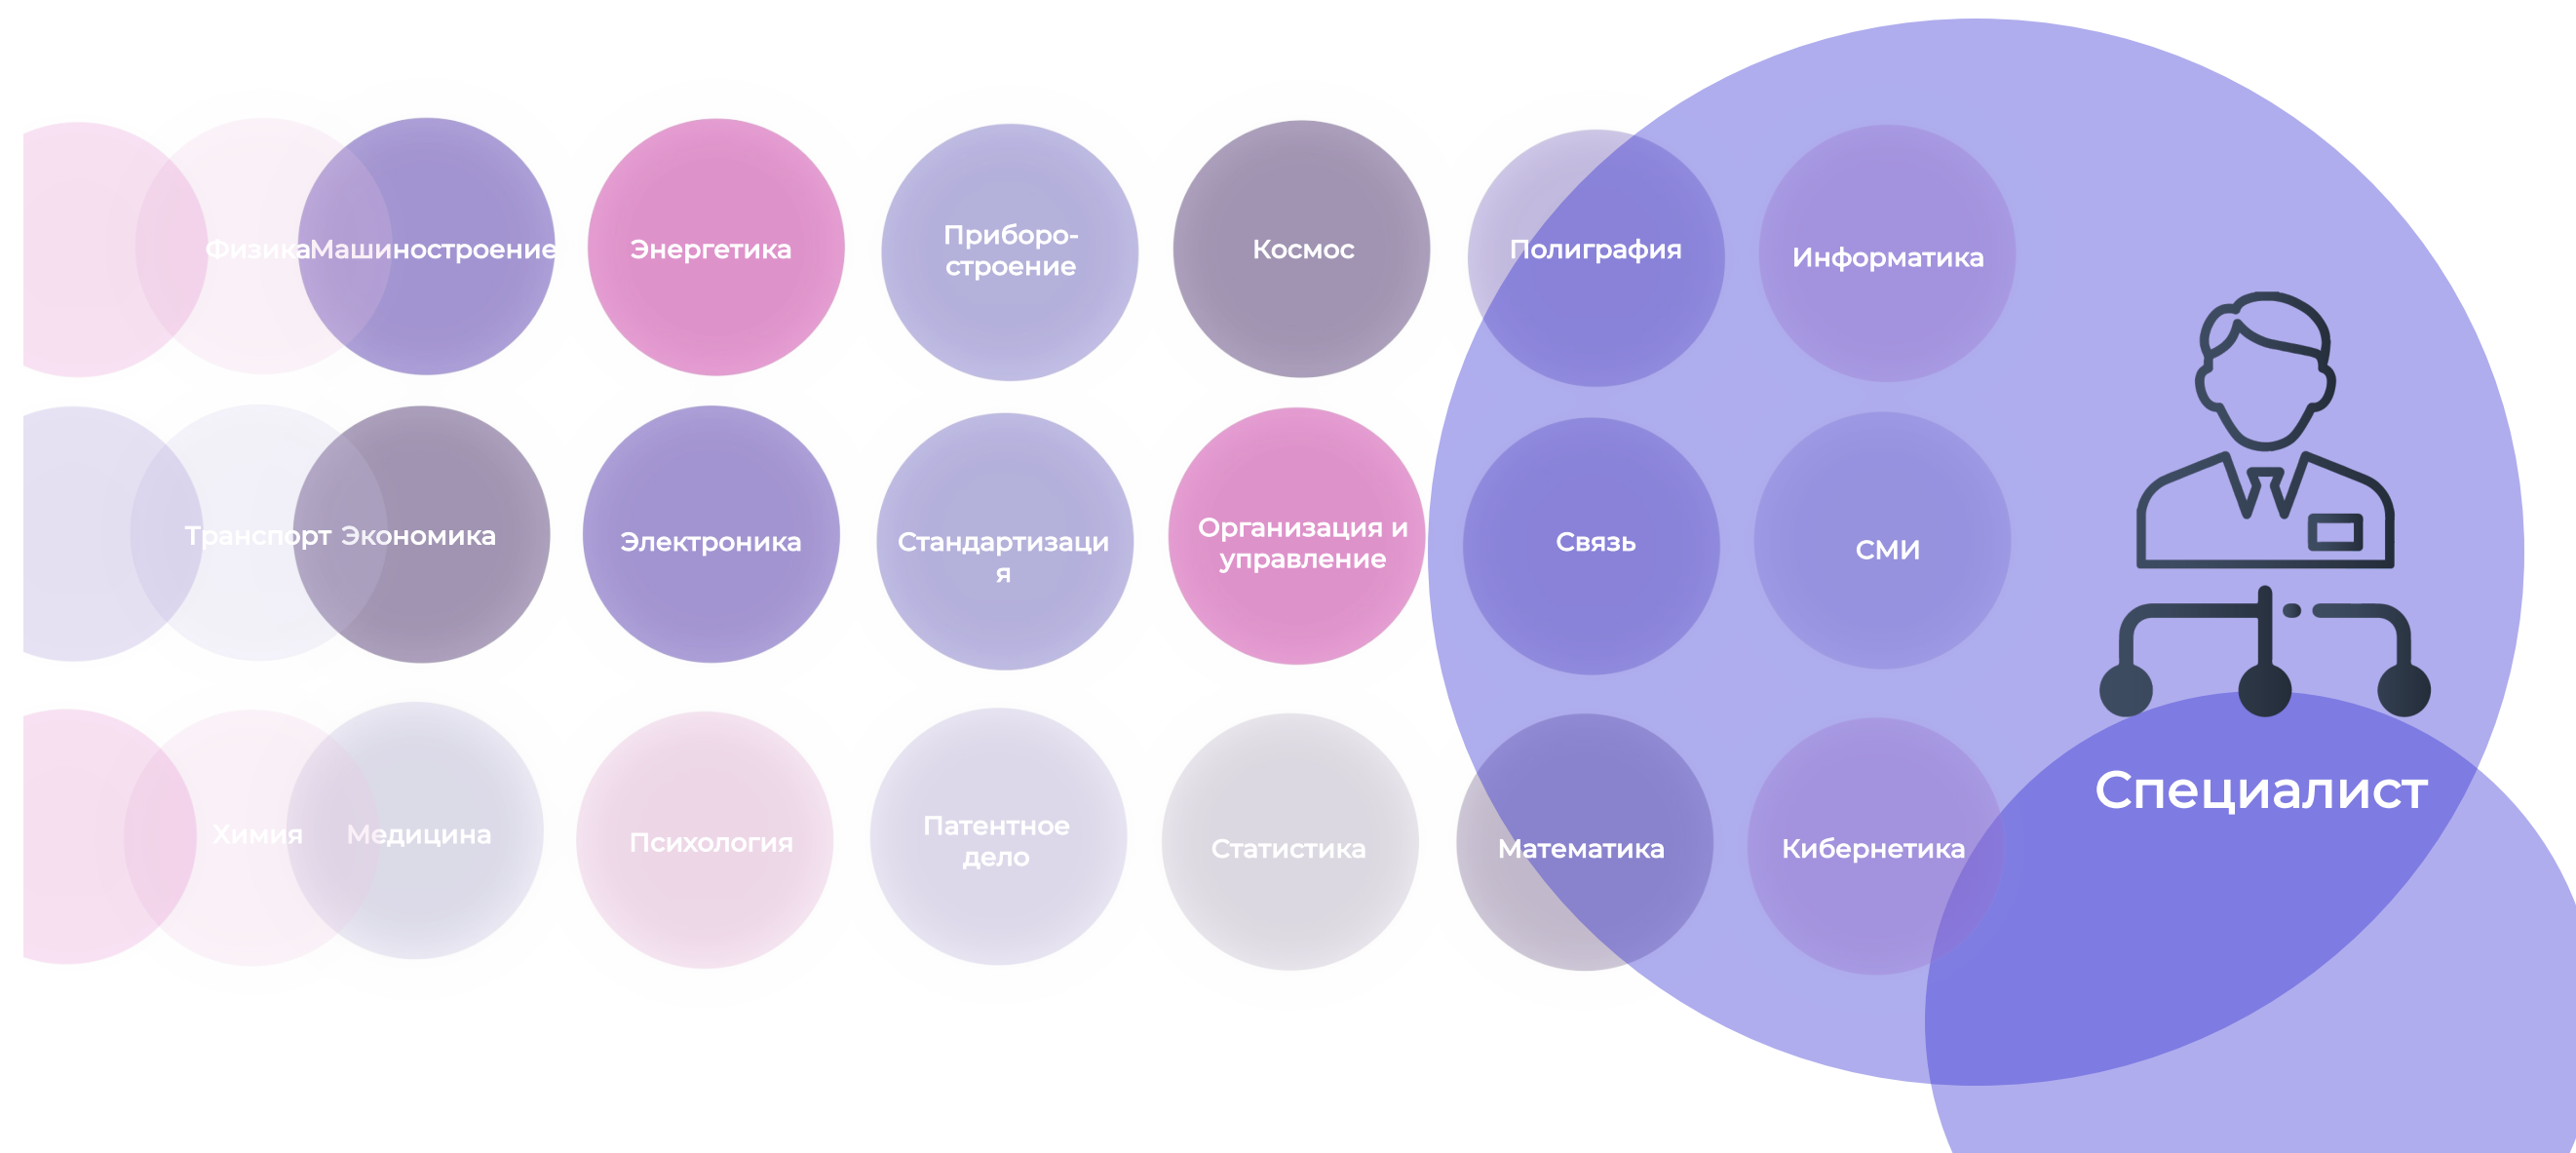 Физика
Машиностроение
Энергетика
Приборо-
строение
Космос
Полиграфия
Информатика
Транспорт
Экономика
Электроника
Стандартизаци
я
Организация и
управление
Связь
СМИ
Химия
Медицина
Психология
Патентное
дело
Статистика
Математика
Кибернетика
Специалист